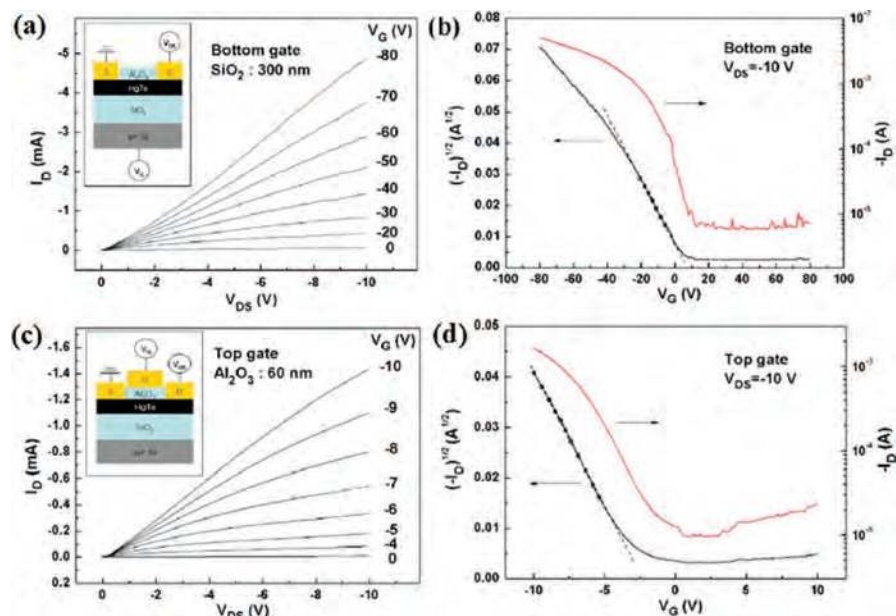 (a)
Bottom gate
SiO2 : 300 nm
VG (V)
-80
-70
-60
-50
-40
-30
-20
0
ID (mA)
-5
-4
-3
-2
-1
0
0 -2 -4 -6 -8 -10
VDS (V)
HgTe
SiO2
(b)
Bottom gate
VDS=-10 V
(-ID)1/2 (A1/2)
0.08
0.07
0.06
0.05
0.04
0.03
0.02
0.01
0.00
-80 -60 -40 -20 0 20 40 60 80 100
VG (V)
-ID (A)
(c)
Top gate
Al2O3 : 60 nm
VG (V)
-10
-9
-8
-7
-6
-5
-4
0
ID (mA)
-1.6
-1.4
-1.2
-1.0
-0.8
-0.6
-0.4
-0.2
0.0
0.2
0 -2 -4 -6 -8 -10
VDS (V)
HgTe
SiO2
(d)
Top gate
VDS=-10 V
(-ID)1/2 (A1/2)
0.05
0.04
0.03
0.02
0.01
0.00
-10 -5 0 5 10
VG (V)